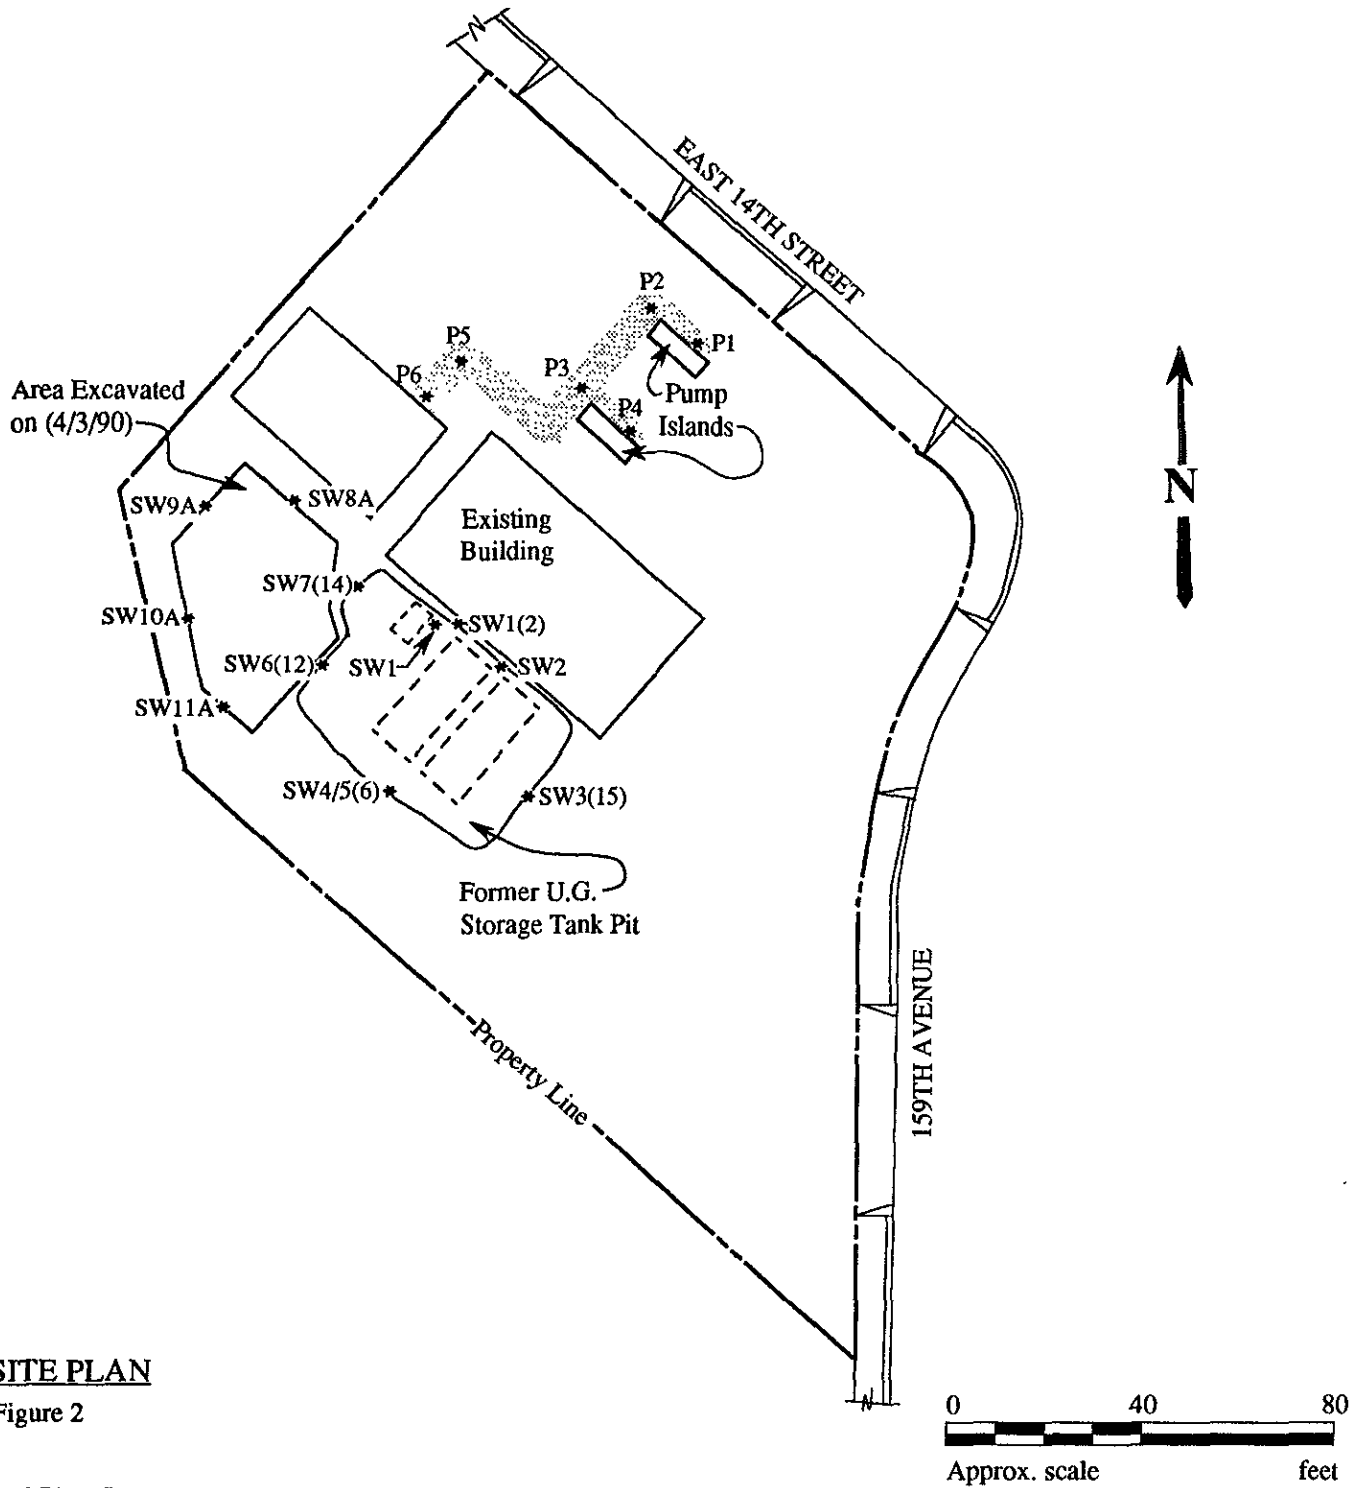 EAST 14TH STREET
P2
P1
P5
P3
P6
P4
Pump
Islands
Area Excavated
on (4/3/90)
N
SW9A
SW8A
Existing
Building
SW7(14)
SW10A
SW1(2)
SW6(12)
SW1
SW2
SW11A
SW4/5(6)
SW3(15)
Former U.G.
Storage Tank Pit
159TH AVENUE
Property Line
SITE PLAN
Figure 2
0 40 80
Approx. scale feet